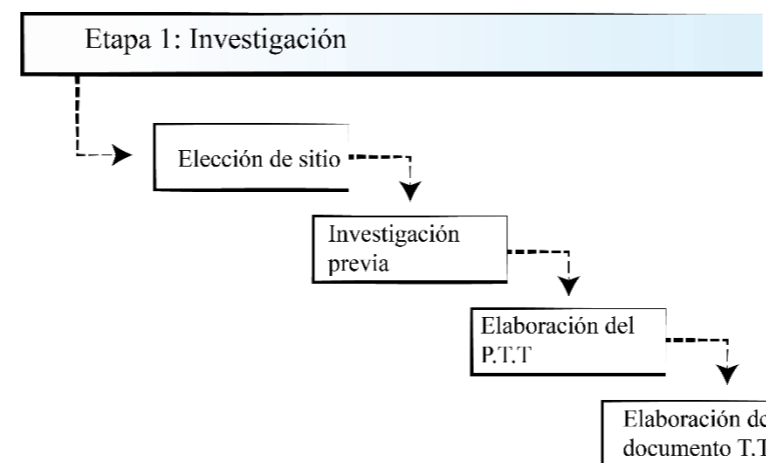 Etapa 1: Investigación
Elección de sitio
Investigación
previa
Elaboración del
P.T.T
Elaboración
documento